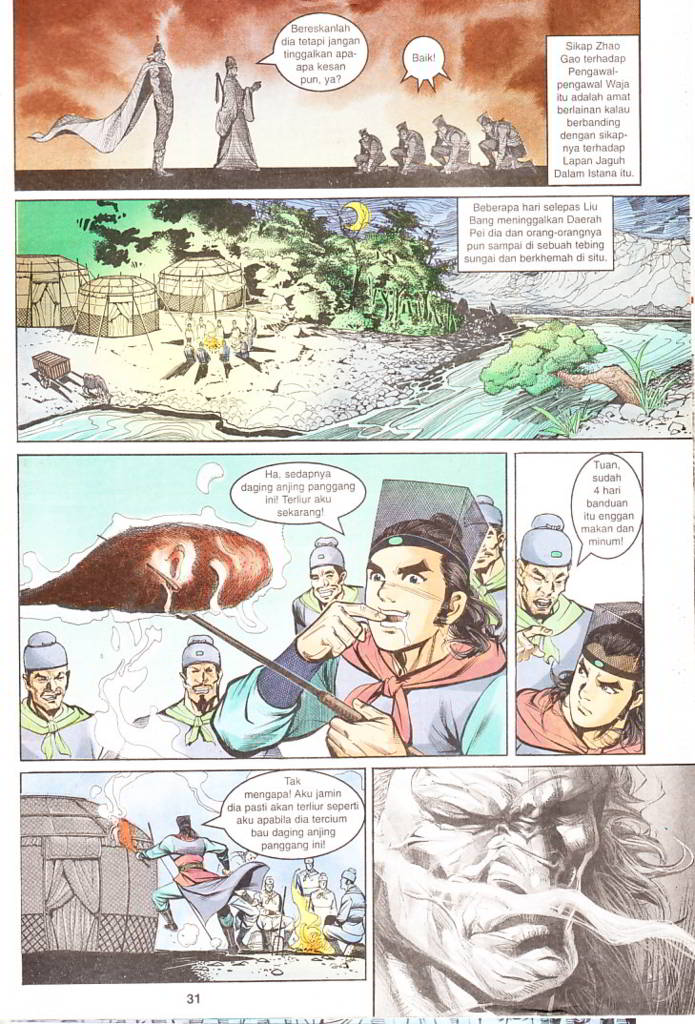 Bereskanlah
dia tetapi jangan
tinggalkan apa-
apa kesan
pun, ya?
Baik!
Sikap Zhao
Gao terhadap
Pengawal-
pengawal Waja
itu adalah amat
berlainan kalau
berbanding
dengan sikap-
nya terhadap
Lapan Jaguh
Dalam Istana itu.
Beberapa hari selepas Liu
Bang meninggalkan Daerah
Pei dia dan orang-orangnya
pun sampai di sebuah tebing
sungai dan berkhemah di situ.
Ha, sedapnya
daging anjing panggang
ini! Terliur aku
sekarang!
Tuan,
sudah
4 hari
banduan
itu enggan
makan dan
minum!
Tak
mengapa! Aku jamin
dia pasti akan terliur seperti
aku apabila dia tercium
bau daging anjing
panggang ini!
31